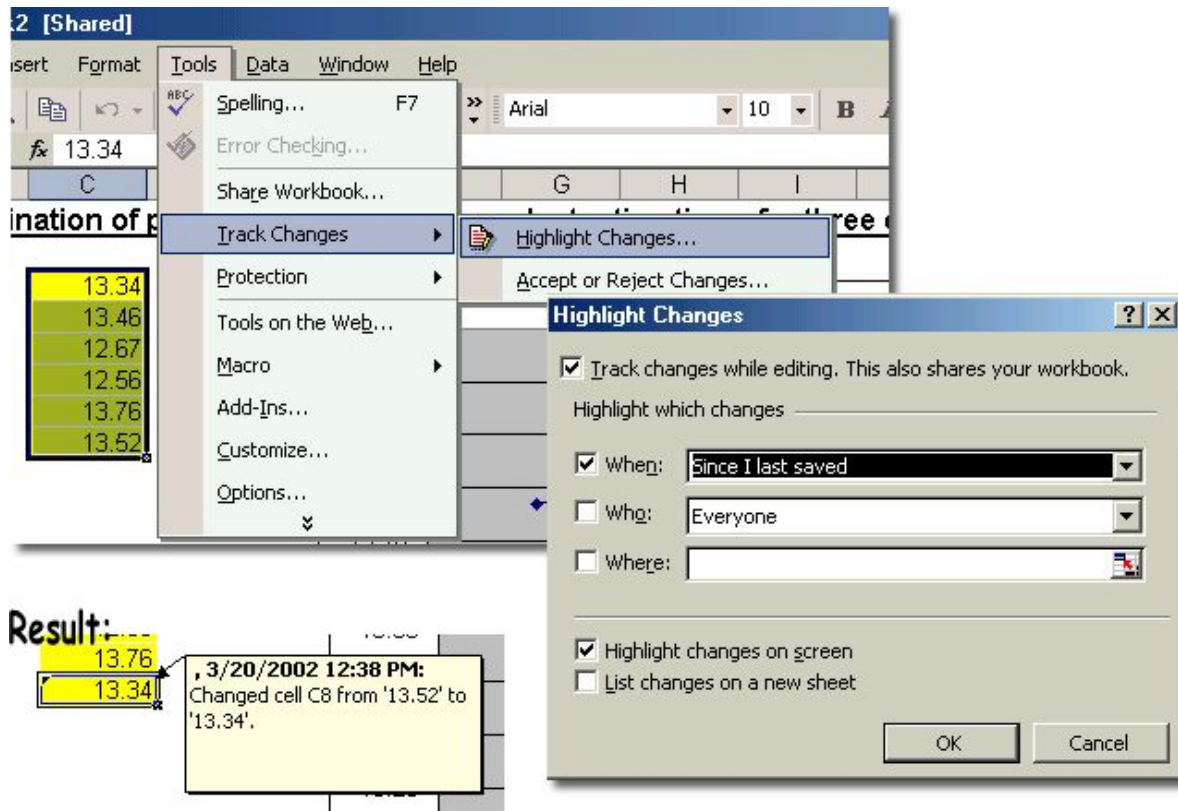 2 [Shared]
sert Format Tools Data Window Help
Arial 10 B
fx 13.34
C G H I
ination of
13.34
13.46
12.67
12.56
13.76
13.52
ABC Spelling... F7
Error Checking...
Share Workbook...
Track Changes
Protection
Tools on the Web...
Macro
Add-Ins...
Customize...
Options...
Highlight Changes...
Accept or Reject Changes...
Highlight Changes
Track changes while editing. This also shares your workbook.
Highlight which changes
When: Since I last saved
Who: Everyone
Where:
Highlight changes on screen
List changes on a new sheet
OK Cancel
Result:
13.76
13.34
, 3/20/2002 12:38 PM:
Changed cell C8 from '13.52' to
'13.34'.